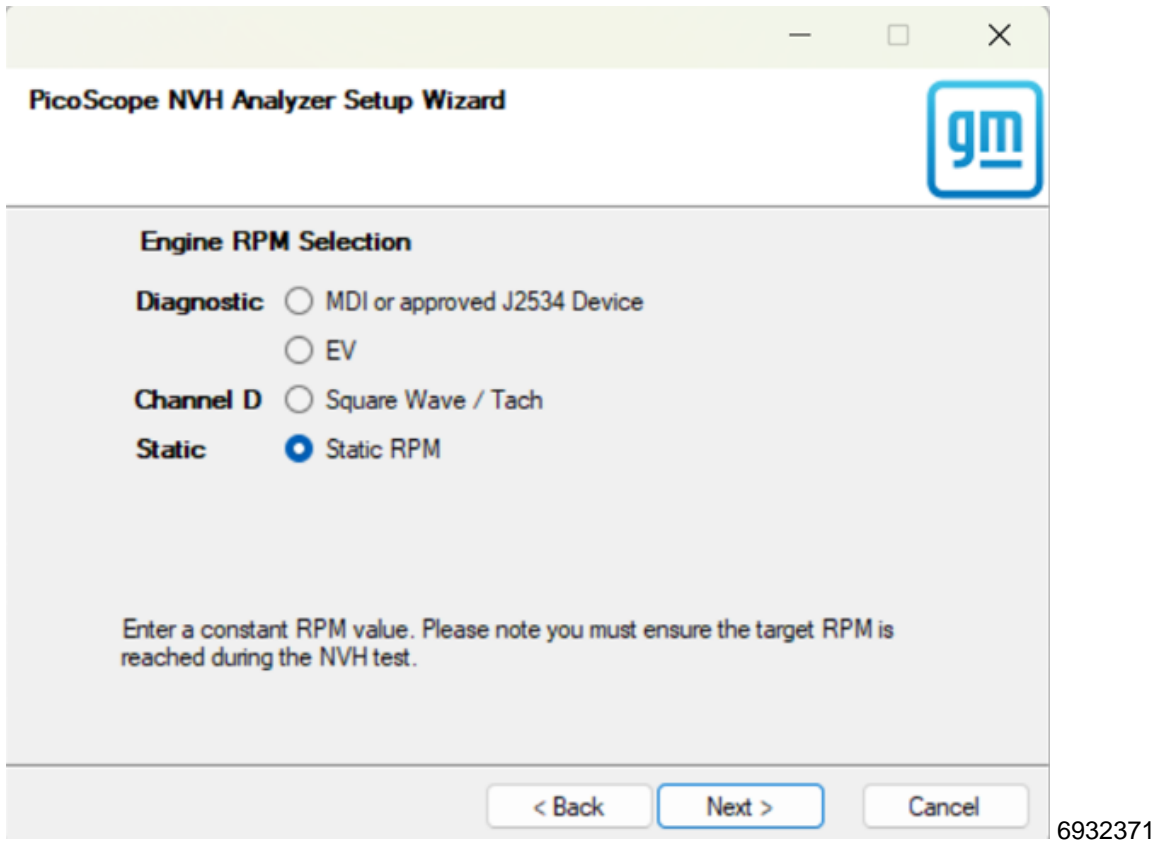 PicoScope NVH Analyzer Setup Wizard
gm
Engine RPM Selection
Diagnostic MDI or approved J2534 Device
EV
Channel D Square Wave / Tach
Static Static RPM
Enter a constant RPM value. Please note you must ensure the target RPM is
reached during the NVH test.
< Back Next > Cancel
6932371